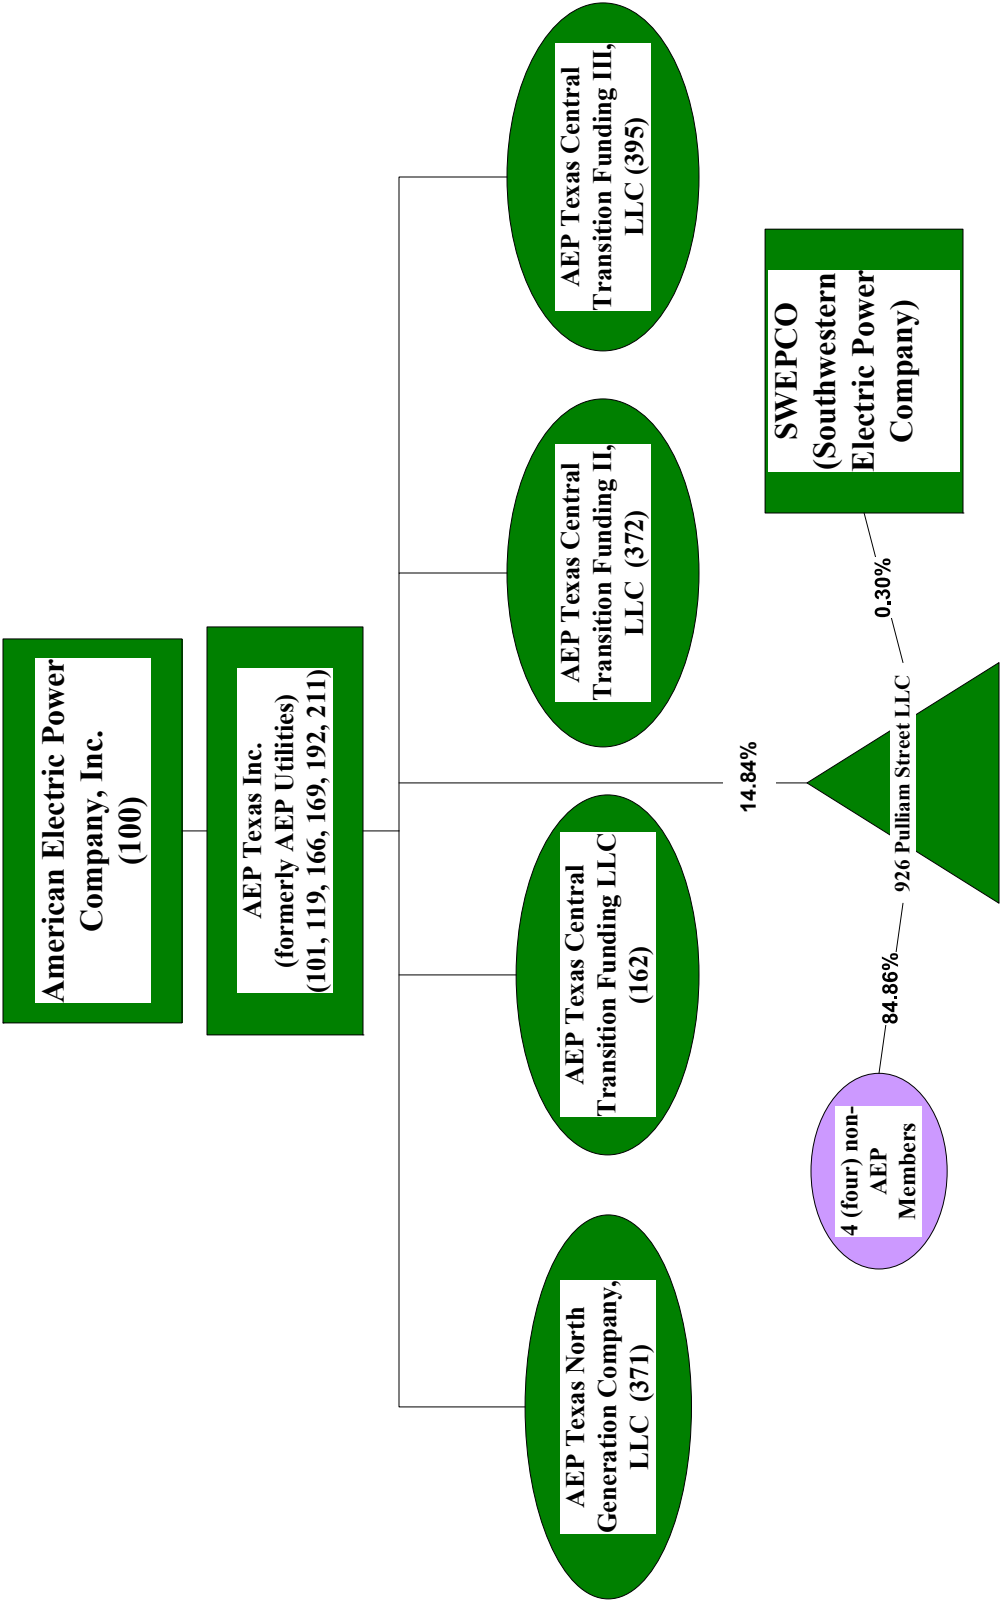 American Electric Power
Company, Inc.
(100)
AEP Texas Inc.
(formerly AEP Utilities)
(101, 119, 166, 169, 192, 211)
AEP Texas North
Generation Company,
LLC (371)
AEP Texas Central
Transition Funding LLC
(162)
AEP Texas Central
Transition Funding II,
LLC (372)
AEP Texas Central
Transition Funding III,
LLC (395)
14.84%
4 (four) non-
AEP
Members
84.86%
926 Pulliam Street LLC
0.30%
SWEPCO
(Southwestern
Electric Power
Company)